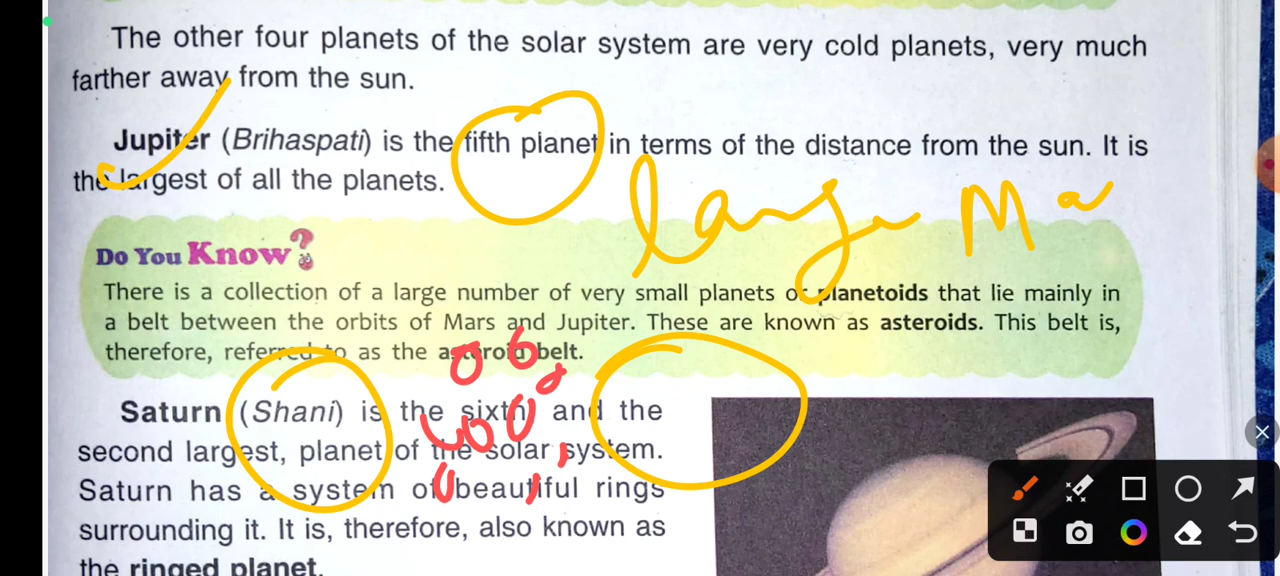 The other four planets of the solar system are very cold planets, very much
farther away from the sun.
Jupiter (Brihaspati) is the fifth planet in terms of the distance from the sun. It is
the largest of all the planets.
large Ma
Do You Know?
There is a collection of a large number of very small planets or planetoids that lie mainly in
a belt between the orbits of Mars and Jupiter. These are known as asteroids. This belt is,
therefore, referred to as the asteroid belt.
Saturn (Shani) is the sixth, and the
second largest, planet of the solar system.
Saturn has a system of beautiful rings
surrounding it. It is, therefore, also known as
the ringed planet.